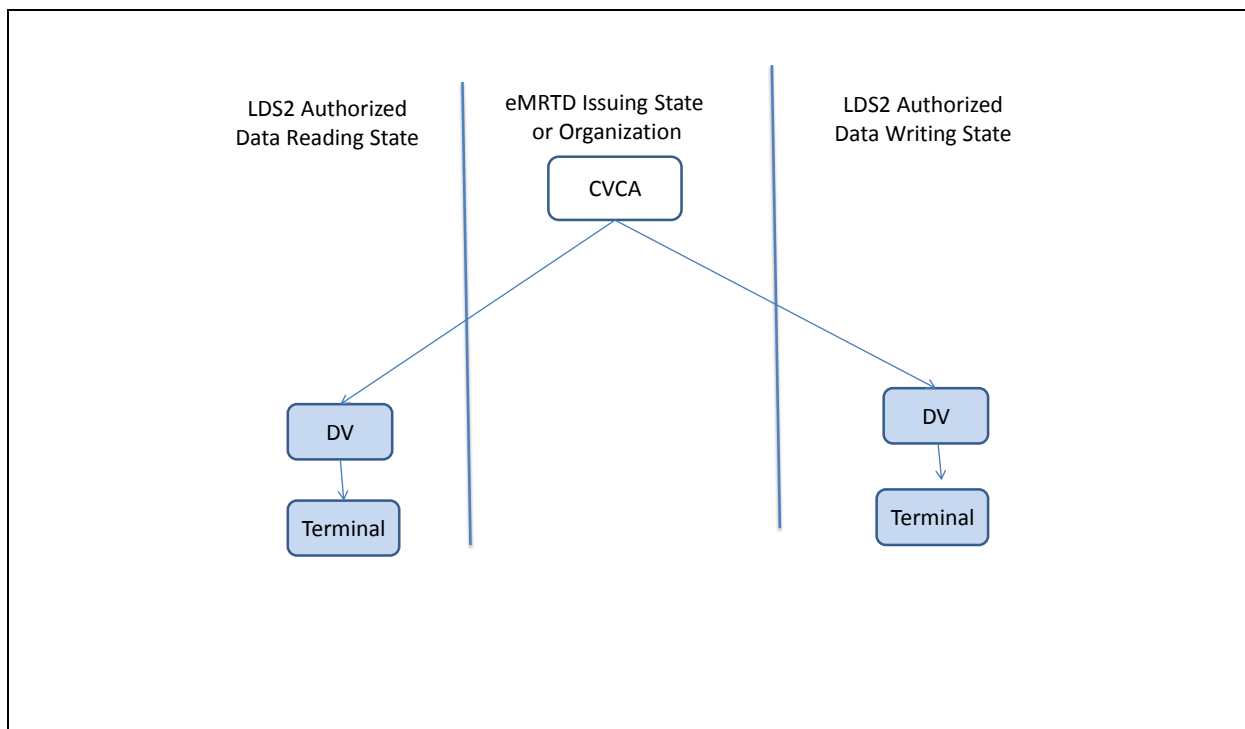 LDS2 Authorized
Data Reading State
eMRTD Issuing State
or Organization
LDS2 Authorized
Data Writing State
CVCA
DV
DV
Terminal
Terminal